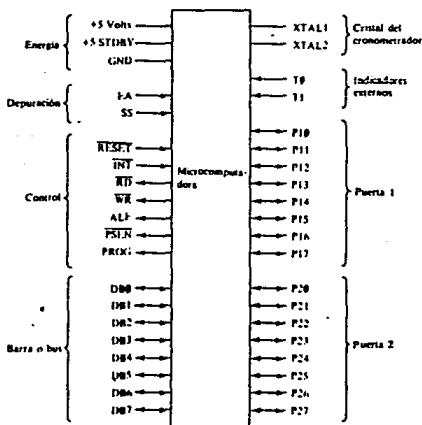 Energía
+5 Volts
+5 STDBY
GND
Depuración
EA
SS
Control
RESET
INT
RD
WR
ALE
PSEN
PROG
Barra o bus
DB0
DB1
DB2
DB3
DB4
DB5
DB6
DB7
Microcomputa-
dora
XTAL1
XTAL2
Cristal del
cronometrador
T0
T1
Indicadores
externos
P10
P11
P12
P13
P14
P15
P16
P17
Puerta 1
P20
P21
P22
P23
P24
P25
P26
P27
Puerta 2